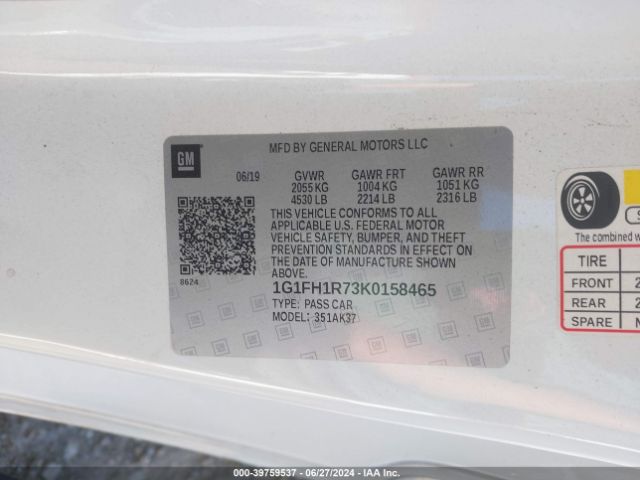 GM
MFD BY GENERAL MOTORS LLC
06/19 GVWR GAWR FRT GAWR RR
2055 KG 1004 KG 1051 KG
4530 LB 2214 LB 2316 LB
THIS VEHICLE CONFORMS TO ALL
APPLICABLE U.S. FEDERAL MOTOR
VEHICLE SAFETY, BUMPER, AND THEFT
PREVENTION STANDARDS IN EFFECT ON
THE DATE OF MANUFACTURE SHOWN
ABOVE.
8624
1G1FH1R73K0158465
TYPE: PASS CAR
MODEL: 351AK37
The combined w
TIRE
FRONT 2
REAR 2
SPARE N
© 39759537 - 06/27/2024 - IAA Inc.